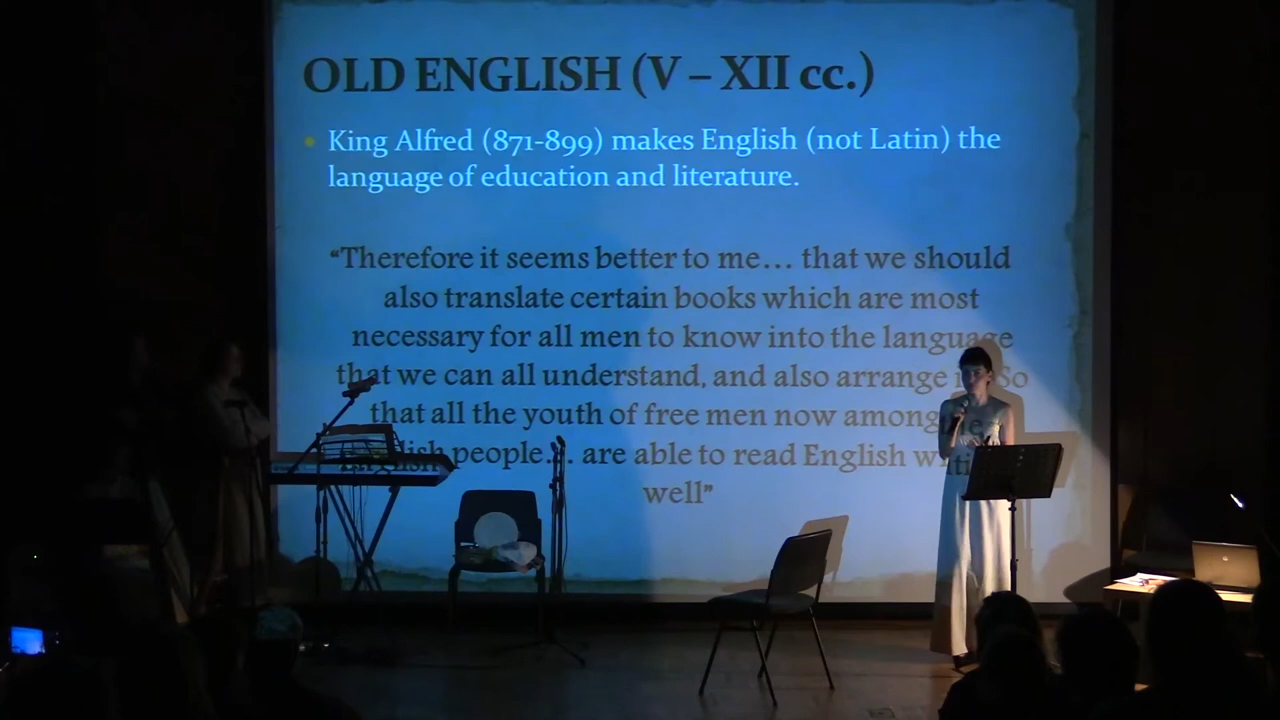 OLD ENGLISH (V – XII cc.)
• King Alfred (871-899) makes English (not Latin) the
language of education and literature.
“Therefore it seems better to me… that we should
also translate certain books which are most
necessary for all men to know into the language
that we can all understand, and also arrange So
that all the youth of free men now among
English people… are able to read English
well”